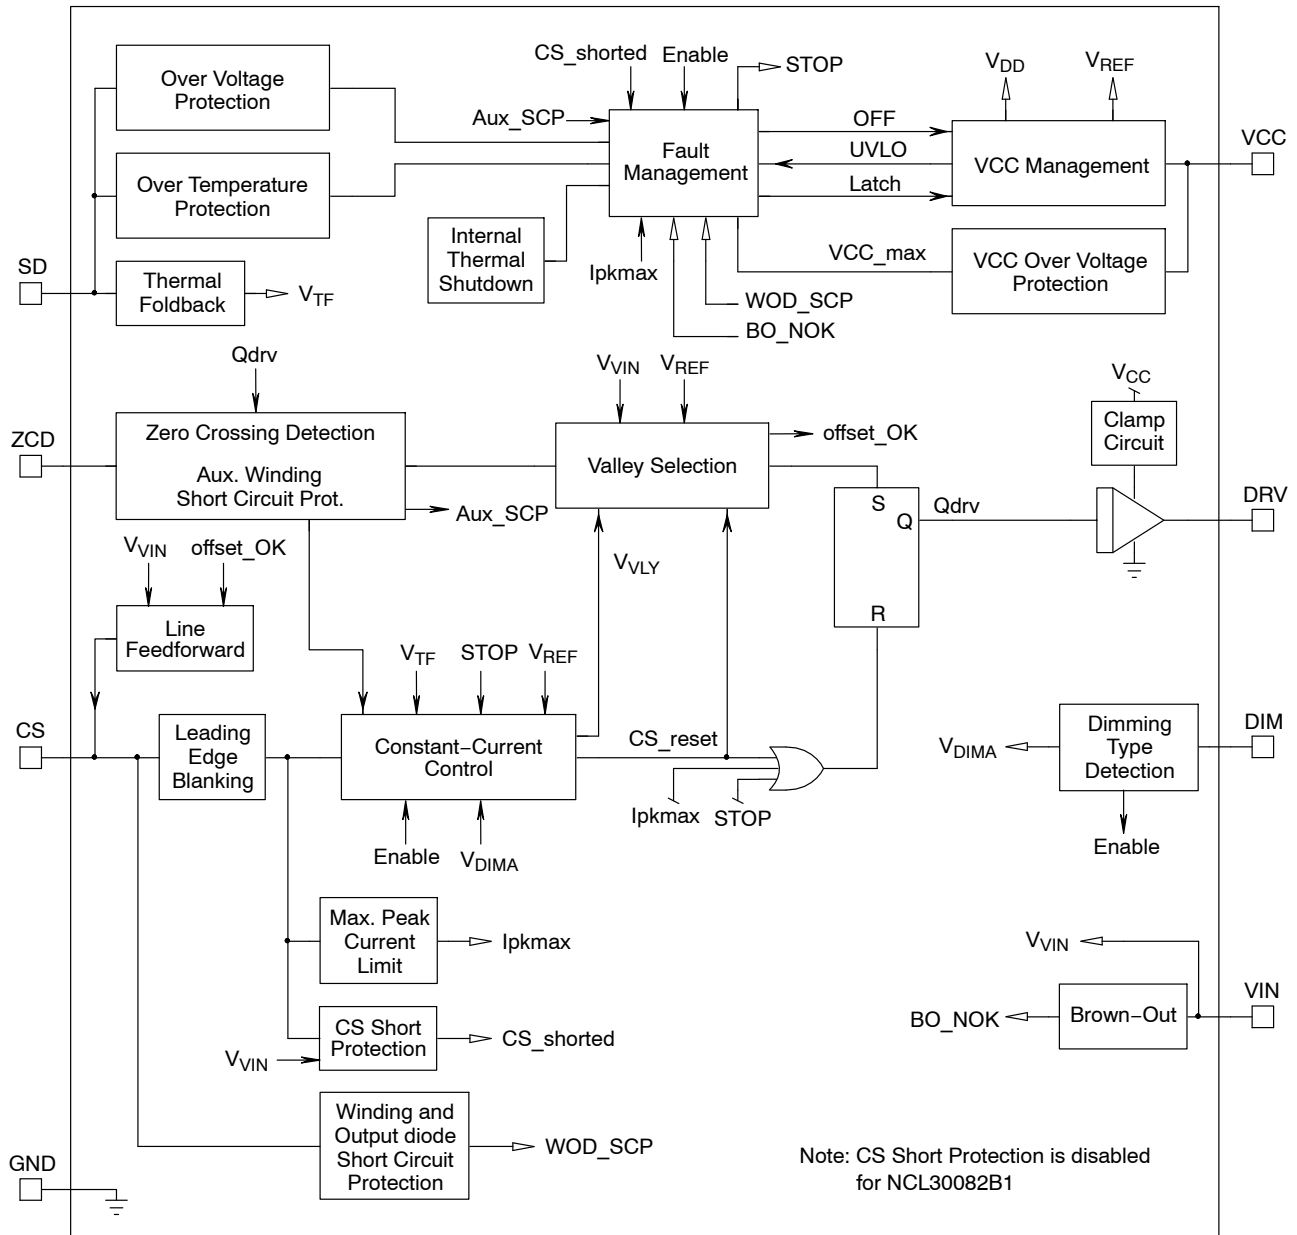 CS_shorted
Enable
STOP
VDD
VREF
Over Voltage
Protection
Aux_SCP
OFF
VCC
Fault
Management
UVLO
VCC Management
Over Temperature
Protection
Latch
Internal
Thermal
Shutdown
VCC_max
VCC Over Voltage
Protection
SD
Thermal
Foldback
VTF
Ipkmax
WOD_SCP
BO_NOK
Qdrv
VVIN
VREF
VCC
ZCD
Zero Crossing Detection
Aux. Winding
Short Circuit Prot.
Valley Selection
offset_OK
Clamp
Circuit
Aux_SCP
S
Q
R
Qdrv
DRV
VVIN
offset_OK
VVLY
Line
Feedforward
VTF
STOP
VREF
CS
Leading
Edge
Blanking
Constant–Current
Control
CS_reset
Ipkmax
STOP
VDIMA
Dimming
Type
Detection
DIM
Enable
VDIMA
Enable
Max. Peak
Current
Limit
Ipkmax
VVIN
CS Short
Protection
CS_shorted
VVIN
BO_NOK
Brown–Out
VIN
Winding and
Output diode
Short Circuit
Protection
WOD_SCP
GND
Note: CS Short Protection is disabled
for NCL30082B1